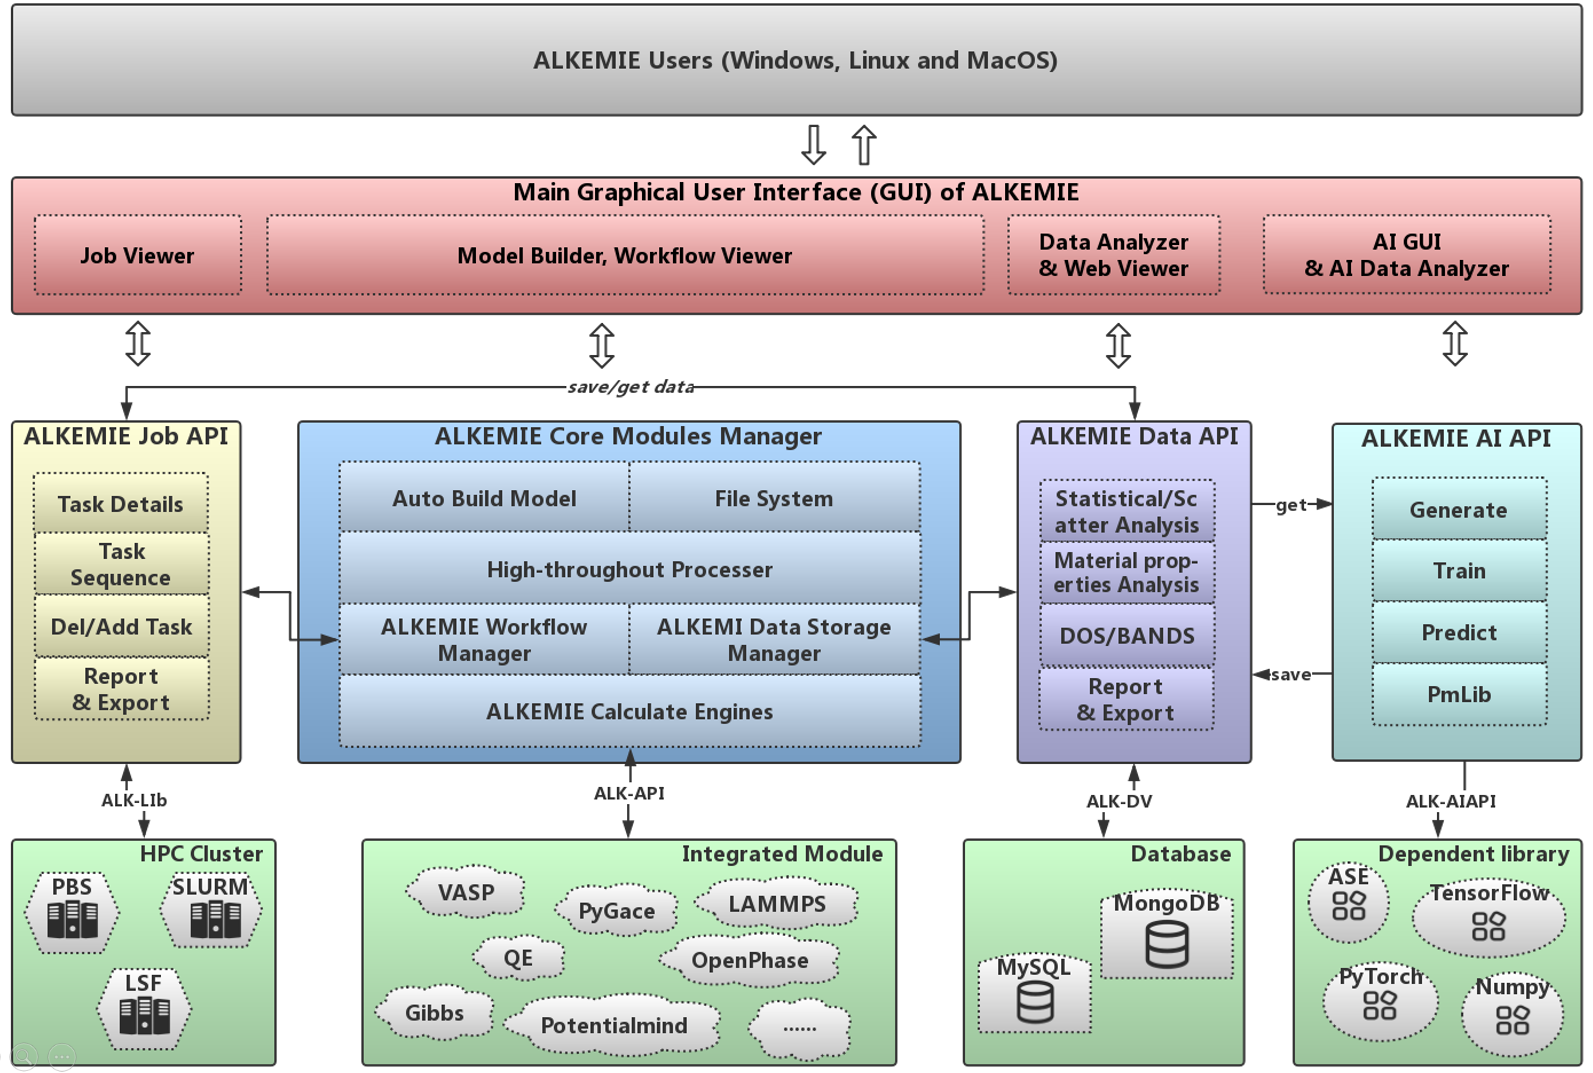 ALKEMIE Users (Windows, Linux and MacOS)
Main Graphical User Interface (GUI) of ALKEMIE
Job Viewer
Model Builder, Workflow Viewer
Data Analyzer
& Web Viewer
AI GUI
& AI Data Analyzer
save/get data
ALKEMIE Job API
Task Details
Task
Sequence
Del/Add Task
Report
& Export
ALKEMIE Core Modules Manager
Auto Build Model
File System
High-throughout Processer
ALKEMIE Workflow
Manager
ALKEMI Data Storage
Manager
ALKEMIE Calculate Engines
ALKEMIE Data API
Statistical/Sc
atter Analysis
Material prop-
erties Analysis
DOS/BANDS
Report
& Export
get
save
ALKEMIE AI API
Generate
Train
Predict
PmLib
ALK-LIb
ALK-API
ALK-DV
ALK-AIAPI
HPC Cluster
PBS
SLURM
LSF
Integrated Module
VASP
PyGace
LAMMPS
QE
OpenPhase
Gibbs
Potentialmind
......
Database
MongoDB
MySQL
Dependent library
ASE
TensorFlow
PyTorch
Numpy